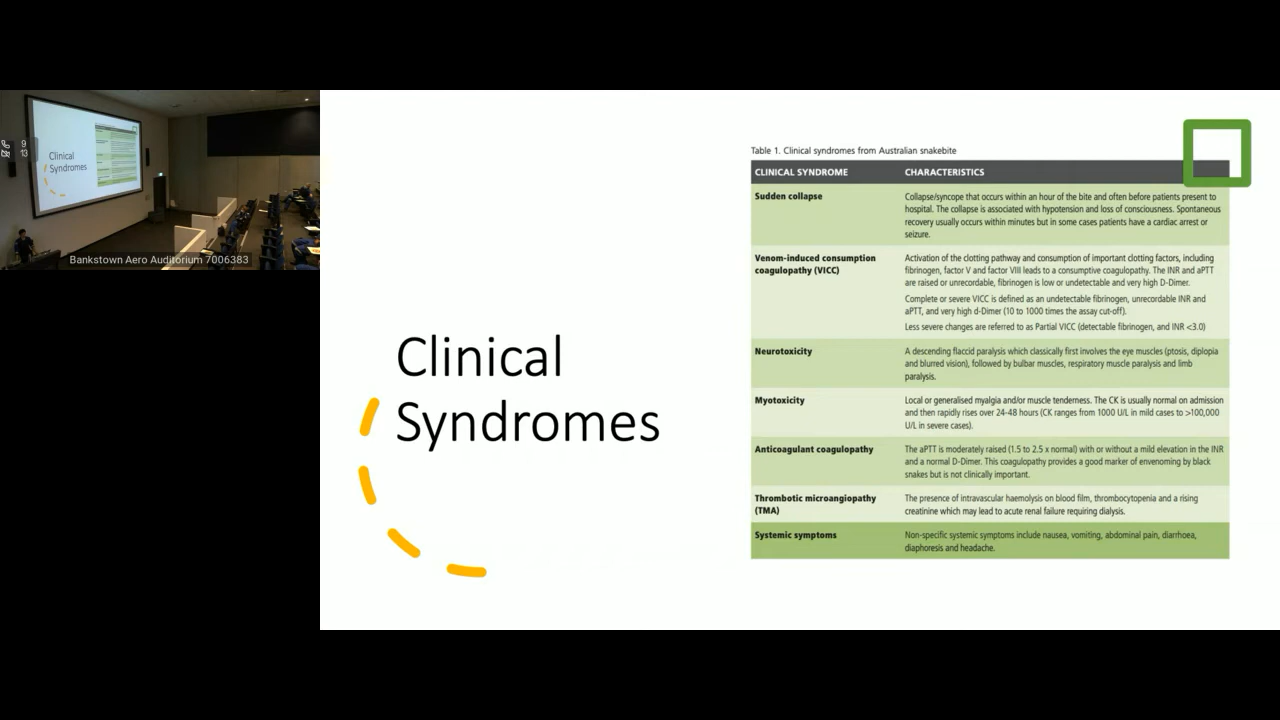 9
13
Clinical
Syndromes
Bankstown Aero Auditorium 7006383
Clinical
Syndromes
Table 1. Clinical syndromes from Australian snakebite
CLINICAL SYNDROME CHARACTERISTICS
Sudden collapse
Collapse/syncope that occurs within an hour of the bite and often before patients present to
hospital. The collapse is associated with hypotension and loss of consciousness. Spontaneous
recovery usually occurs within minutes but in some cases patients have a cardiac arrest or
seizure.
Venom-induced consumption
coagulopathy (VICC)
Activation of the clotting pathway and consumption of important clotting factors, including
fibrinogen, factor V and factor VIII leads to a consumptive coagulopathy. The INR and aPTT
are raised or unrecordable, fibrinogen is low or undetectable and very high D-Dimer.
Complete or severe VICC is defined as an undetectable fibrinogen, unrecordable INR and
aPTT, and very high d-Dimer (10 to 1000 times the assay cut-off).
Less severe changes are referred to as Partial VICC (detectable fibrinogen, and INR <3.0)
Neurotoxicity
A descending flaccid paralysis which classically first involves the eye muscles (ptosis, diplopia
and blurred vision), followed by bulbar muscles, respiratory muscle paralysis and limb
paralysis.
Myotoxicity
Local or generalised myalgia and/or muscle tenderness. The CK is usually normal on admission
and then rapidly rises over 24-48 hours (CK ranges from 1000 U/L in mild cases to >100,000
U/L in severe cases).
Anticoagulant coagulopathy
The aPTT is moderately raised (1.5 to 2.5 x normal) with or without a mild elevation in the INR
and a normal D-Dimer. This coagulopathy provides a good marker of envenoming by black
snakes but is not clinically important.
Thrombotic microangiopathy
(TMA)
The presence of intravascular haemolysis on blood film, thrombocytopenia and a rising
creatinine which may lead to acute renal failure requiring dialysis.
Systemic symptoms
Non-specific systemic symptoms include nausea, vomiting, abdominal pain, diarrhoea,
diaphoresis and headache.